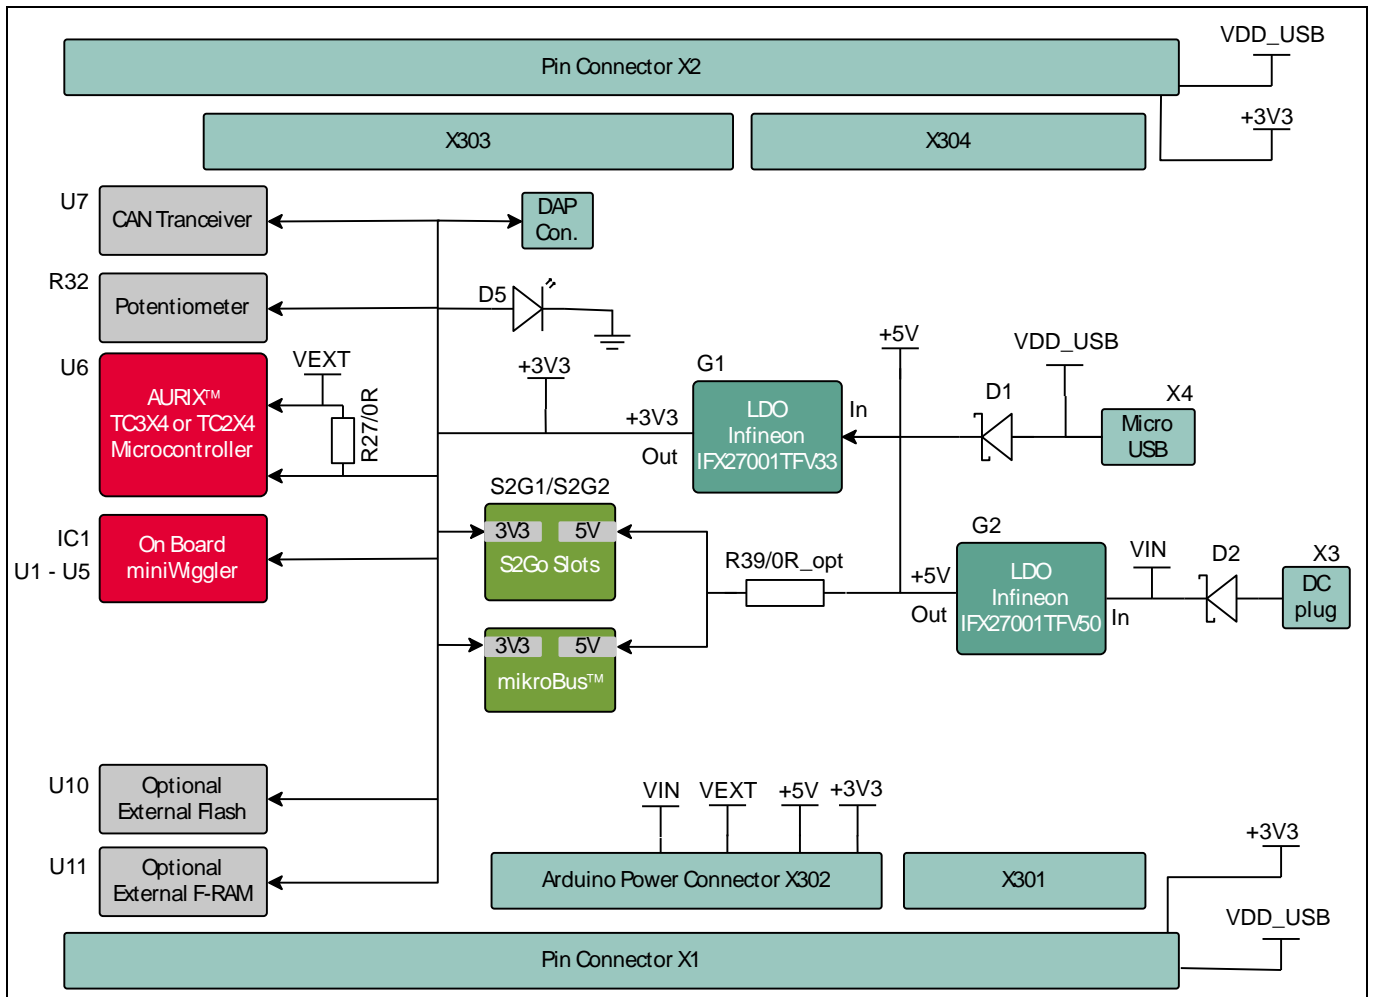 VDD_USB
Pin Connector X2
+3V3
X303
X304
U7
CAN Tranceiver
DAP
Con.
R32
Potentiometer
D5
U6
AURIX™
TC3X4 or TC2X4
Microcontroller
VEXT
R27/0R
+3V3
+3V3
Out
G1
LDO
Infineon
IFX27001TFV33
In
+5V
D1
VDD_USB
X4
Micro
USB
IC1
U1 - U5
On Board
miniWiggler
S2G1/S2G2
3V3
5V
S2Go Slots
3V3
5V
mikroBus™
R39/0R_opt
+5V
Out
G2
LDO
Infineon
IFX27001TFV50
In
VIN
D2
X3
DC
plug
U10
Optional
External Flash
U11
Optional
External F-RAM
VIN
VEXT
+5V
+3V3
Arduino Power Connector X302
X301
+3V3
VDD_USB
Pin Connector X1